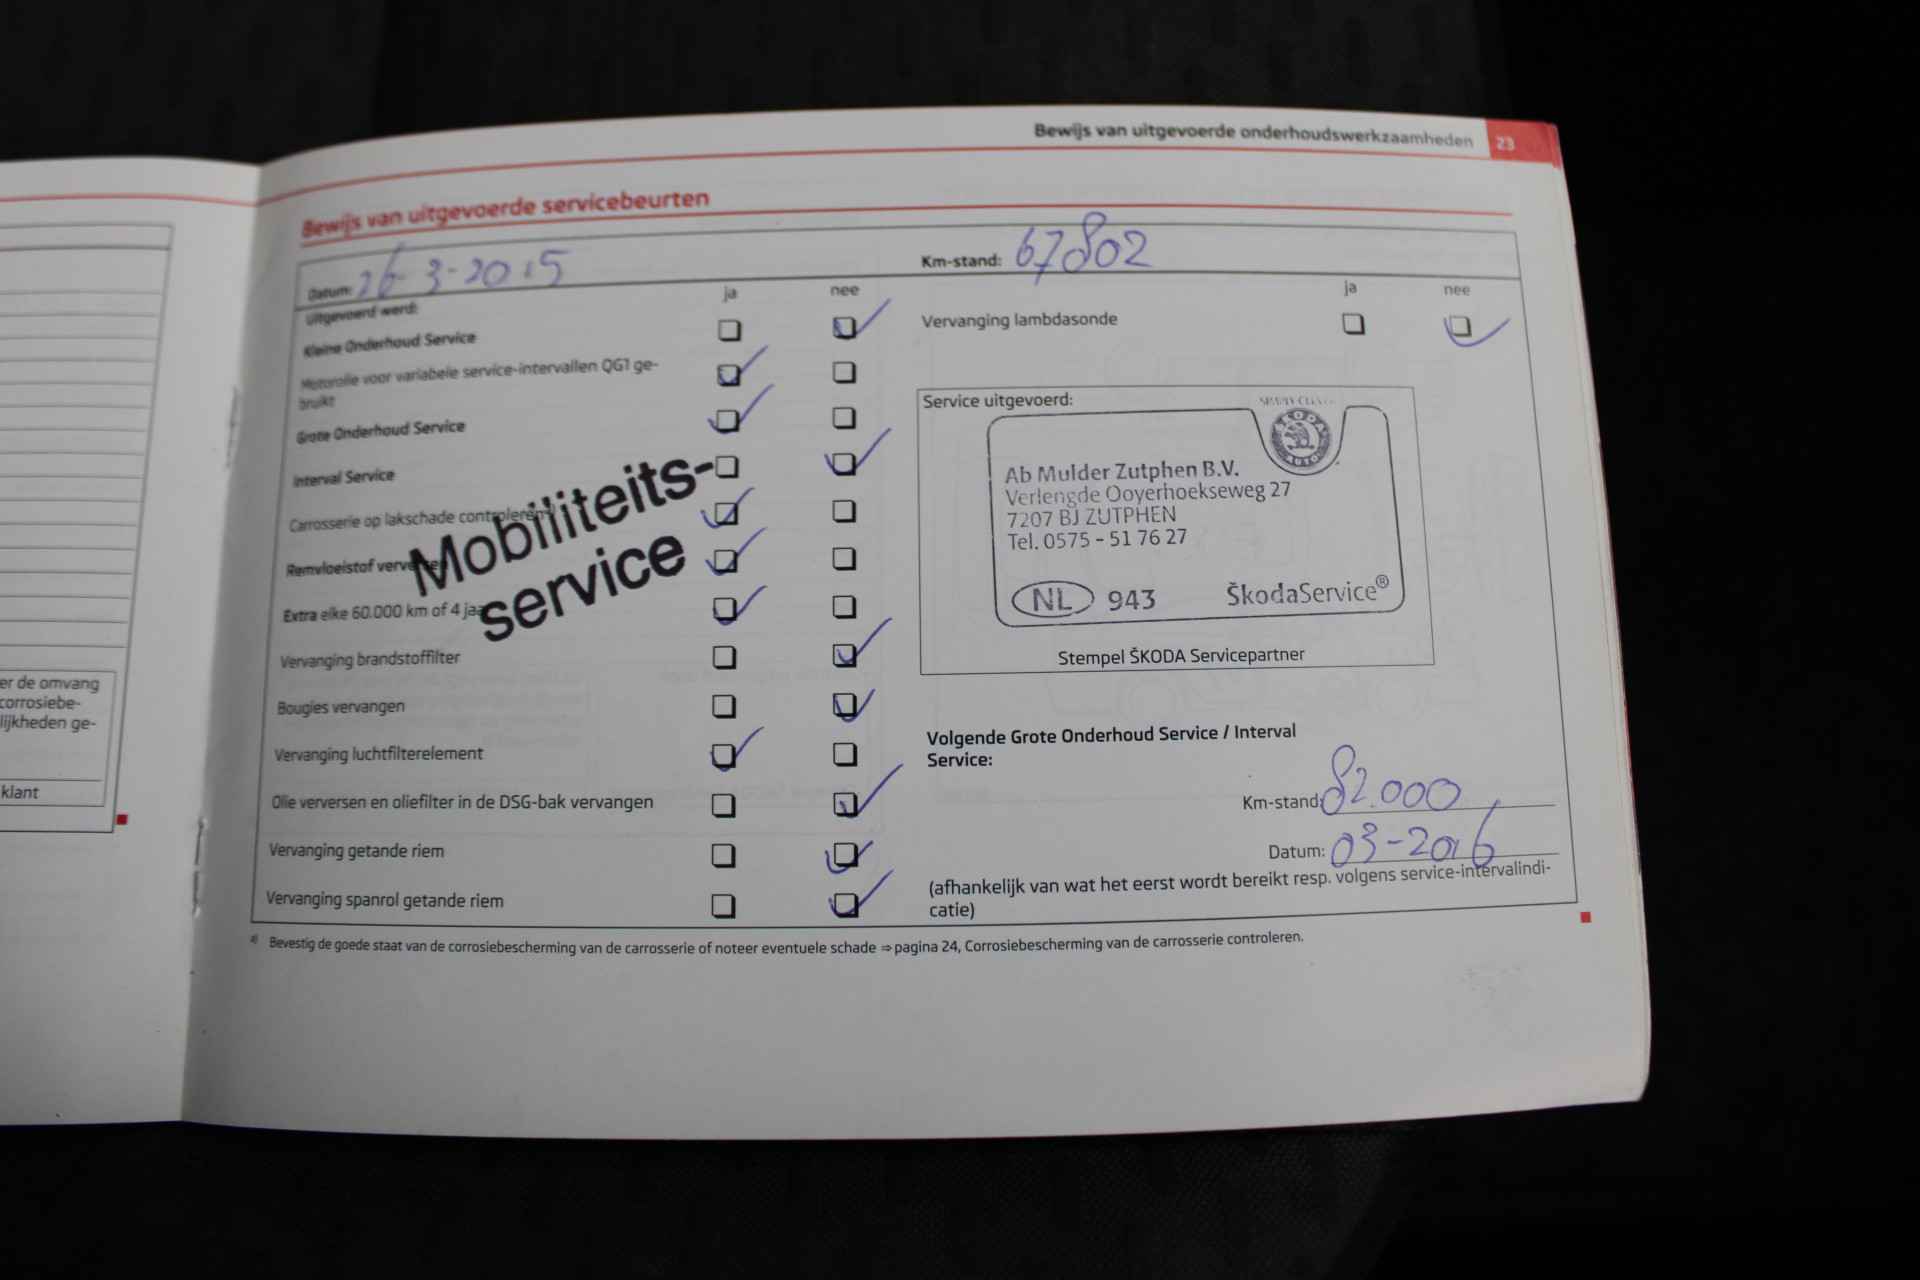 Bewijs van uitgevoerde onderhoudswerkzaamheden 23
Bewijs van uitgevoerde servicebeurten
Datum: 26-3-2015
Km-stand: 67802
Uitgevoerd werd:
ja nee
Kleine Onderhoud Service
Motorolie voor variabele service-intervallen QG1 ge-
bruikt
Grote Onderhoud Service
Interval Service
Carrosserie op lakschade controleren
Remvloeistof verversen
Extra elke 60.000 km of 4 jaar
Mobiliteits-
service
Vervanging brandstoffilter
Bougies vervangen
Vervanging luchtfilterelement
Olie verversen en oliefilter in de DSG-bak vervangen
Vervanging getande riem
Vervanging spanrol getande riem
ja nee
Vervanging lambdasonde
Service uitgevoerd:
Ab Mulder Zutphen B.V.
Verlengde Ooyerhoekseweg 27
7207 BJ ZUTPHEN
Tel. 0575 - 51 76 27
NL 943 ŠkodaService®
Stempel ŠKODA Servicepartner
Volgende Grote Onderhoud Service / Interval
Service:
Km-stand: 82.000
Datum: 03-2016
(afhankelijk van wat het eerst wordt bereikt resp. volgens service-intervalindi-
catie)
a) Bevestig de goede staat van de corrosiebescherming van de carrosserie of noteer eventuele schade ⇒ pagina 24, Corrosiebescherming van de carrosserie controleren.
er de omvang
corrosiebe-
lijkheden ge-
klant